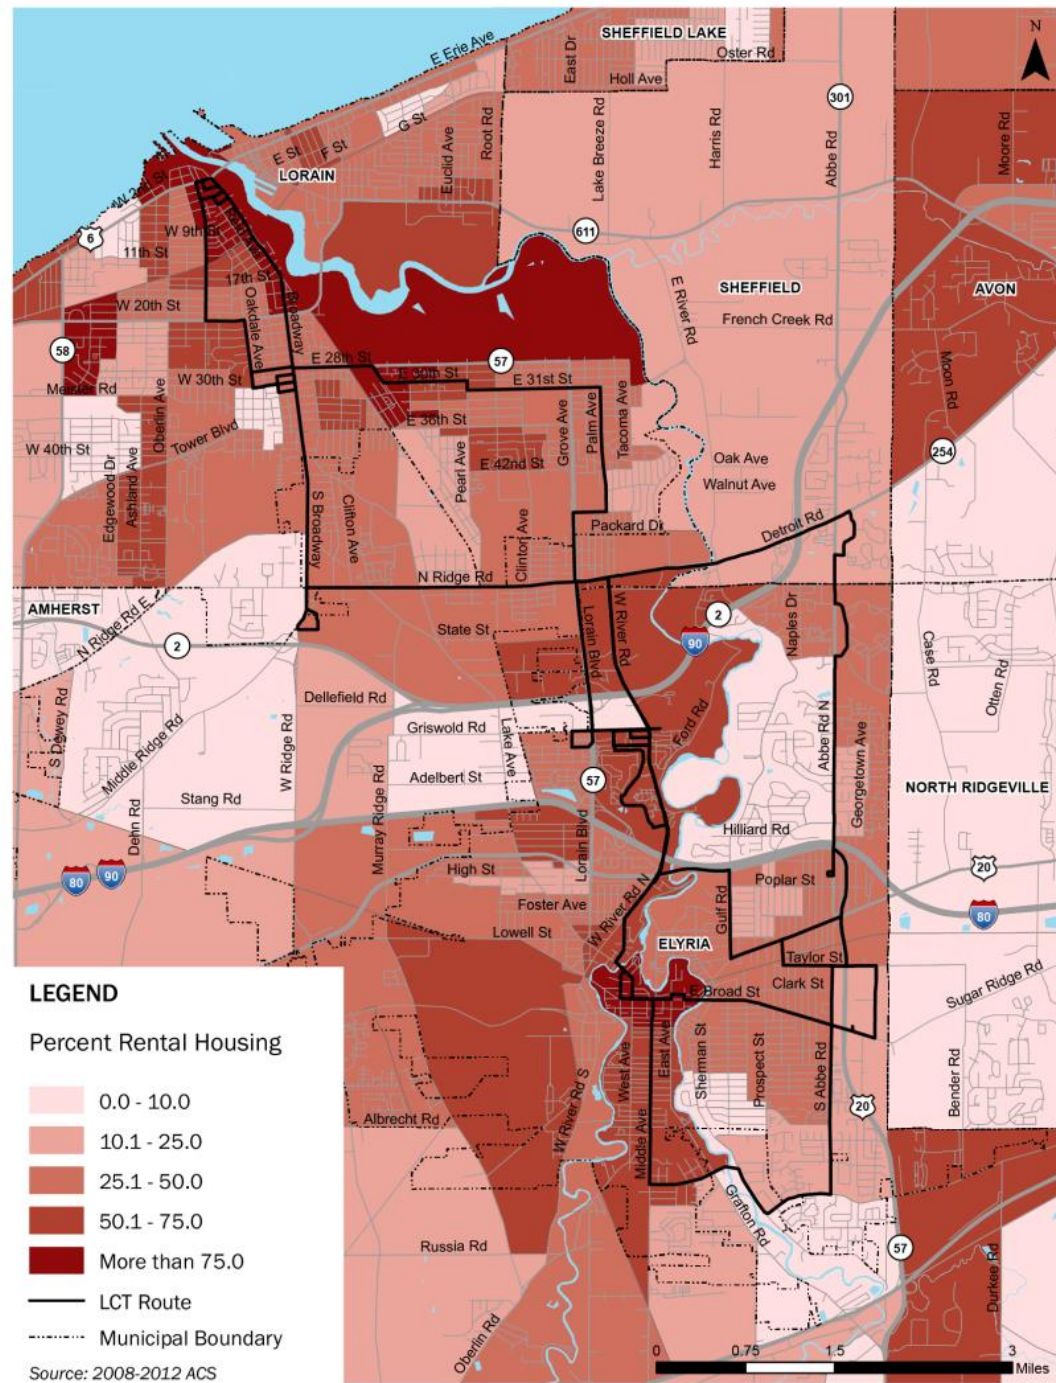 SHEFFIELD LAKE
Oster Rd
N
E Erie Ave
East Dr
Holl Ave
301
G St
Root Rd
Lake Breeze Rd
Harris Rd
Abbe Rd
Moore Rd
E St
F St
Euclid Ave
LORAIN
W 2nd St
6
W 9th St
11th St
611
17th St
E River Rd
SHEFFIELD
AVON
W 20th St
Oakdale Ave
Broadway
French Creek Rd
58
E 28th St
57
Moon Rd
Meister Rd
W 30th St
E 30th St
E 31st St
Oberlin Ave
Tower Blvd
E 36th St
Grove Ave
Palm Ave
Tacoma Ave
W 40th St
254
Edgewood Dr
Ashland Ave
Pearl Ave
E 42nd St
Oak Ave
Walnut Ave
S Broadway
Clifton Ave
Clinton Ave
Packard Dr
Detroit Rd
N Ridge Rd
AMHERST
N Ridge Rd E
2
State St
Lorain Blvd
W River Rd
2
90
Naples Dr
Case Rd
Otten Rd
S Dewey Rd
Middle Ridge Rd
Dellefield Rd
Griswold Rd
Lake Ave
Ford Rd
Abbe Rd N
W Ridge Rd
Georgetown Ave
Adelbert St
57
Stang Rd
NORTH RIDGEVILLE
Dehn Rd
Murray Ridge Rd
Lorain Blvd
Hilliard Rd
80
90
High St
Poplar St
20
Foster Ave
W River Rd N
Gulf Rd
80
Lowell St
ELYRIA
Taylor St
Sugar Ridge Rd
E Broad St
Clark St
LEGEND
Percent Rental Housing
0.0 - 10.0
10.1 - 25.0
25.1 - 50.0
50.1 - 75.0
More than 75.0
LCT Route
Municipal Boundary
Source: 2008-2012 ACS
West Ave
East Ave
Sherman St
Prospect St
S Abbe Rd
Bender Rd
20
Albrecht Rd
W River Rd S
Middle Ave
Grafton Rd
Russia Rd
57
Durkee Rd
Oberlin Rd
0 0.75 1.5 3
Miles